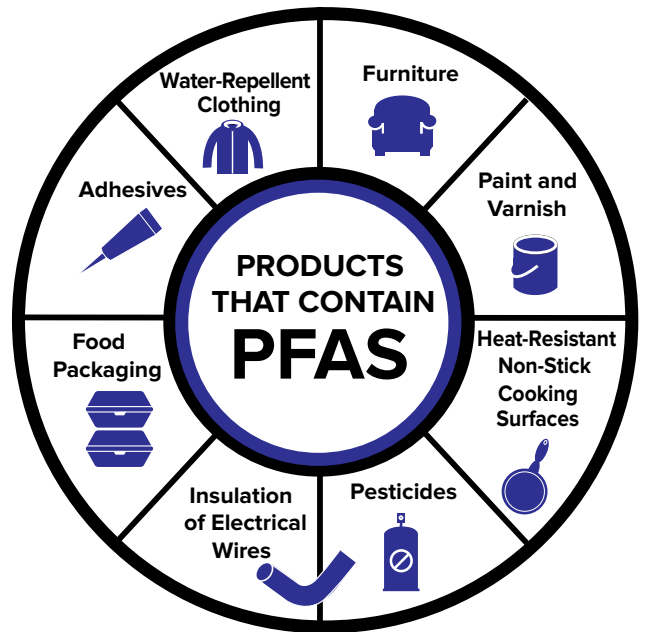 PRODUCTS
THAT CONTAIN
PFAS
Furniture
Paint and
Varnish
Heat-Resistant
Non-Stick
Cooking
Surfaces
Pesticides
Insulation
of Electrical
Wires
Food
Packaging
Adhesives
Water-Repellent
Clothing